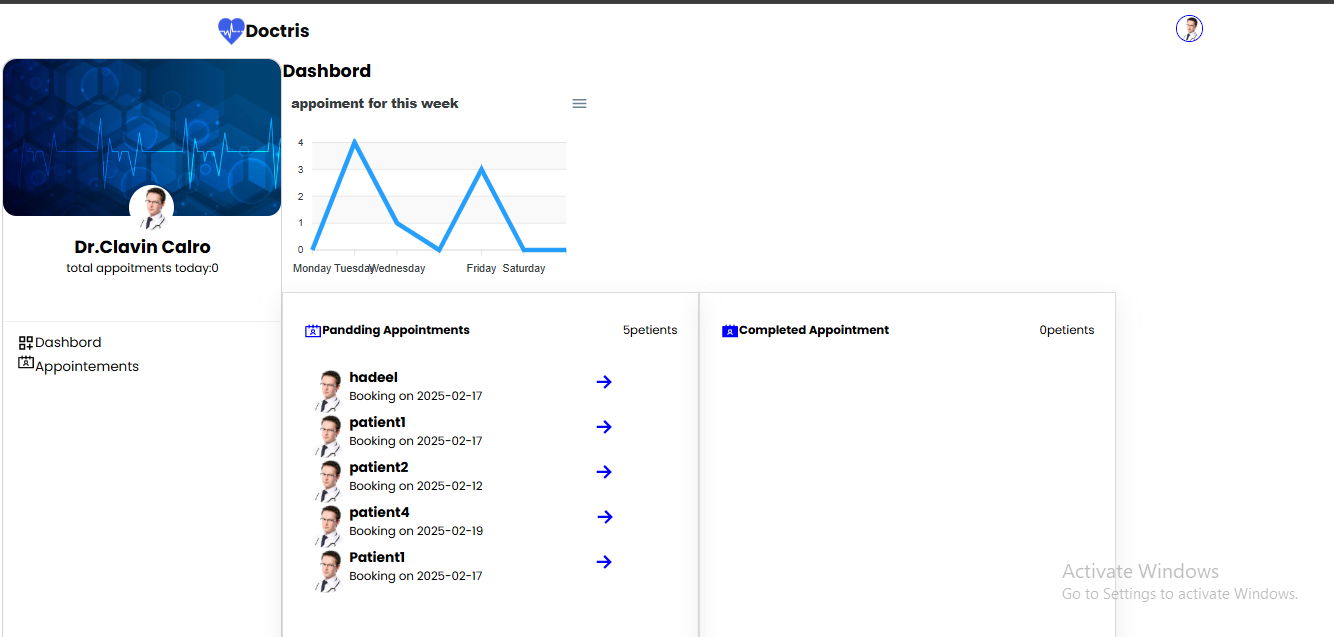 Doctris
Dashbord
appoiment for this week
4
3
2
1
0
Monday Tuesday Wednesday Friday Saturday
Dr.Clavin Calro
total appoitments today:0
Dashbord
Appointements
Pandding Appointments 5petients
hadeel
Booking on 2025-02-17
patient1
Booking on 2025-02-17
patient2
Booking on 2025-02-12
patient4
Booking on 2025-02-19
Patient1
Booking on 2025-02-17
Completed Appointment 0petients
Activate Windows
Go to Settings to activate Windows.